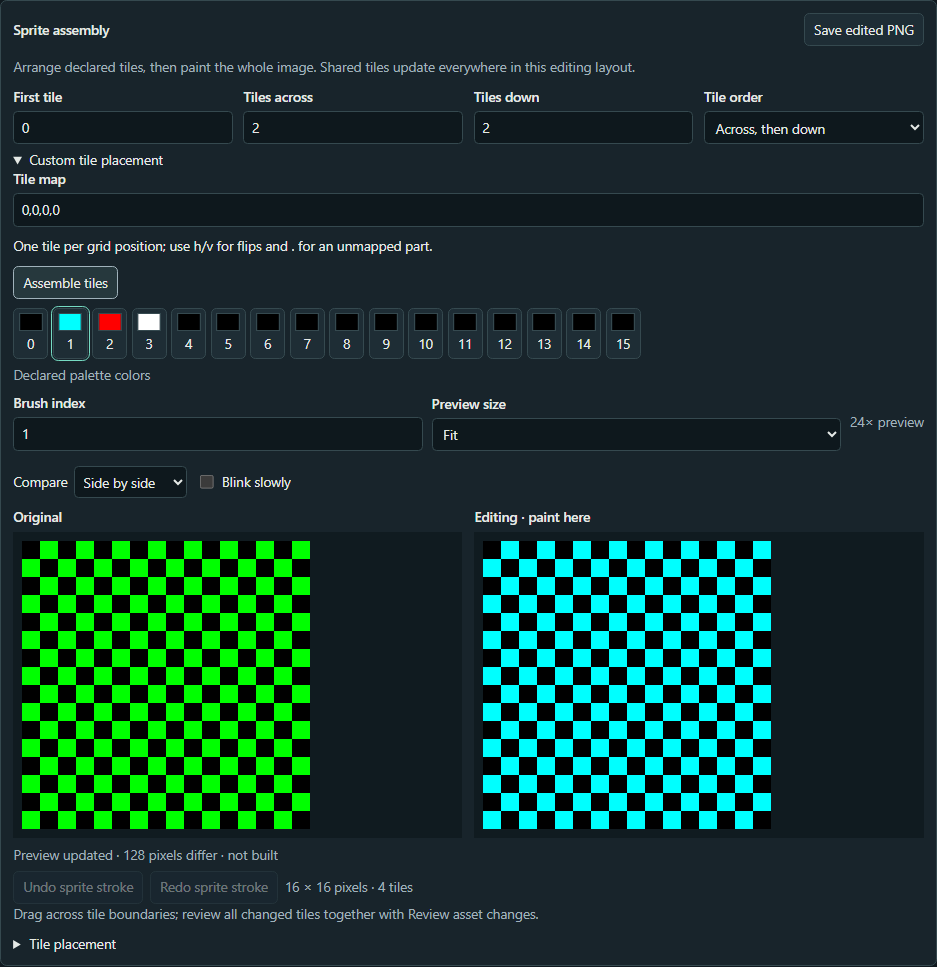 Sprite assembly
Save edited PNG
Arrange declared tiles, then paint the whole image. Shared tiles update everywhere in this editing layout.
First tile Tiles across Tiles down Tile order
0 2 2 Across, then down
Custom tile placement
Tile map
0,0,0,0
One tile per grid position; use h/v for flips and . for an unmapped part.
Assemble tiles
0 1 2 3 4 5 6 7 8 9 10 11 12 13 14 15
Declared palette colors
Brush index Preview size
1 Fit 24× preview
Compare Side by side Blink slowly
Original Editing · paint here
Preview updated · 128 pixels differ · not built
Undo sprite stroke Redo sprite stroke 16 × 16 pixels · 4 tiles
Drag across tile boundaries; review all changed tiles together with Review asset changes.
Tile placement